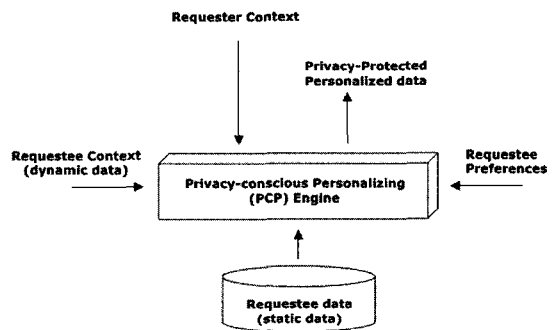 Requester Context
Privacy-Protected
Personalized data
Requestee Context
(dynamic data)
Privacy-conscious Personalizing
(PCP) Engine
Requestee
Preferences
Requestee data
(static data)